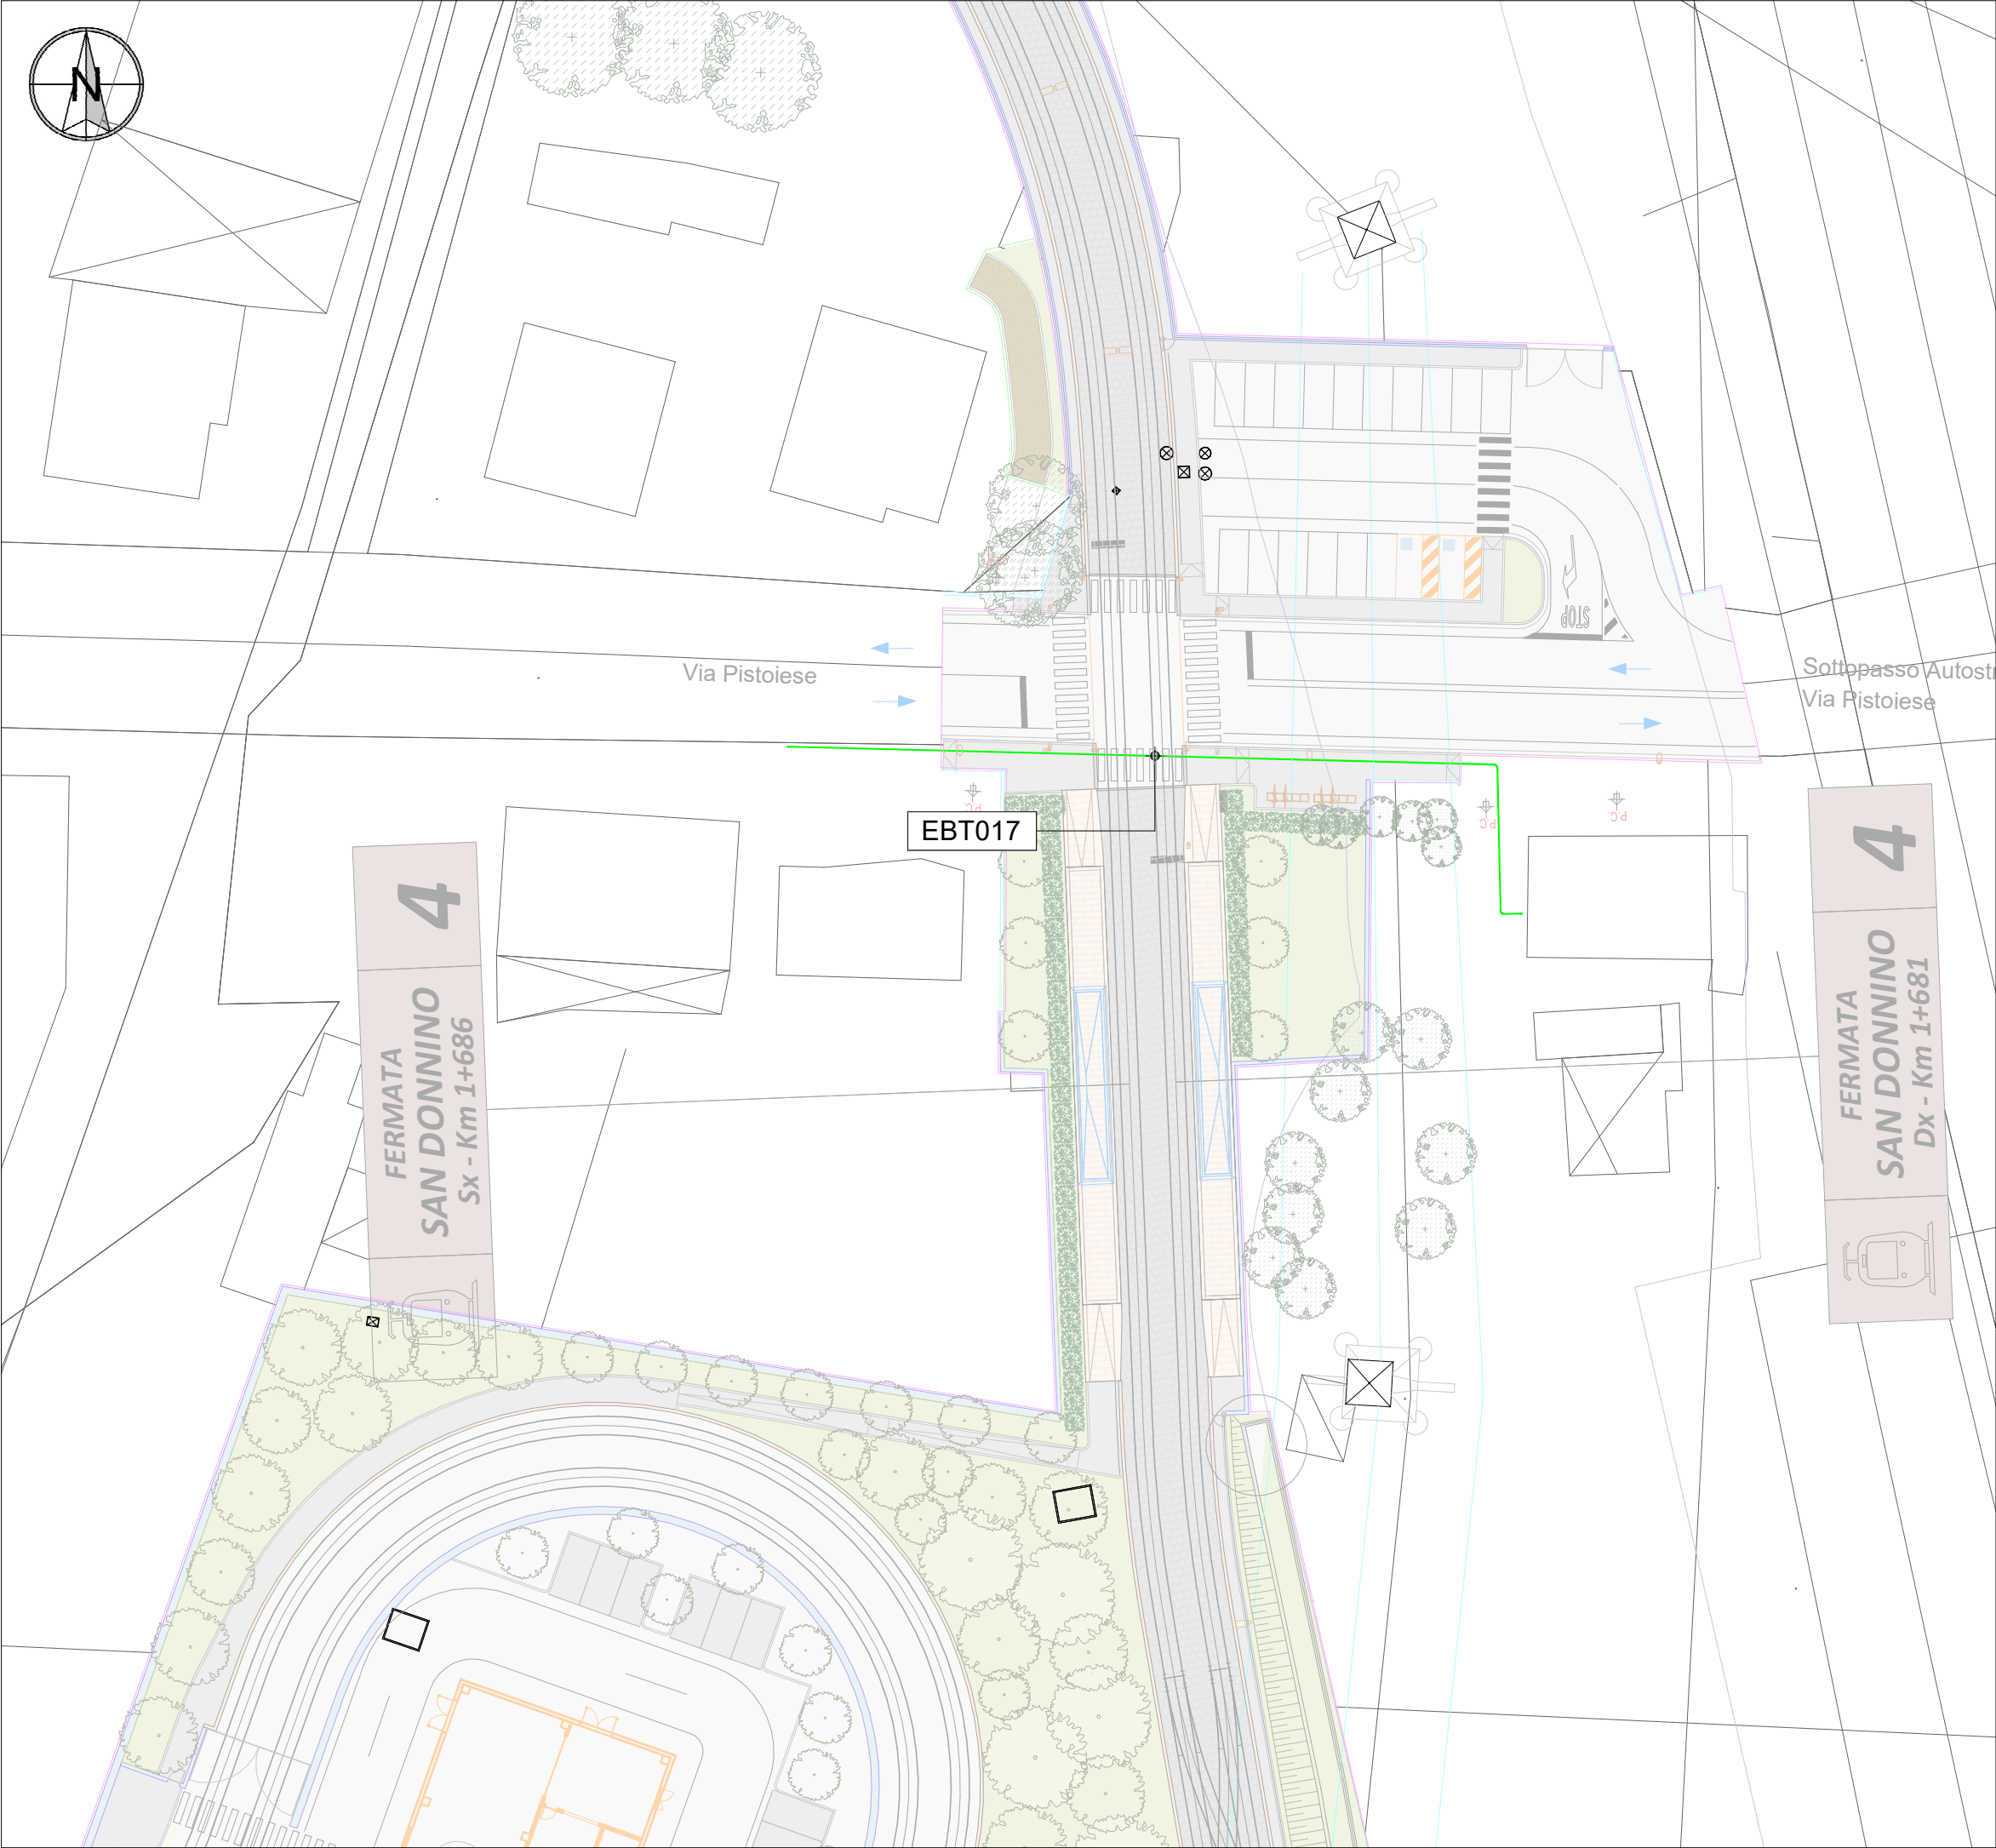 N
Via Pistoiese
Sottopasso Autostr
Via Pistoiese
STOP
P.C.
EBT017
P.C.
P.C.
4
FERMATA
SAN DONNINO
Sx - Km 1+686
4
FERMATA
SAN DONNINO
Dx - Km 1+681